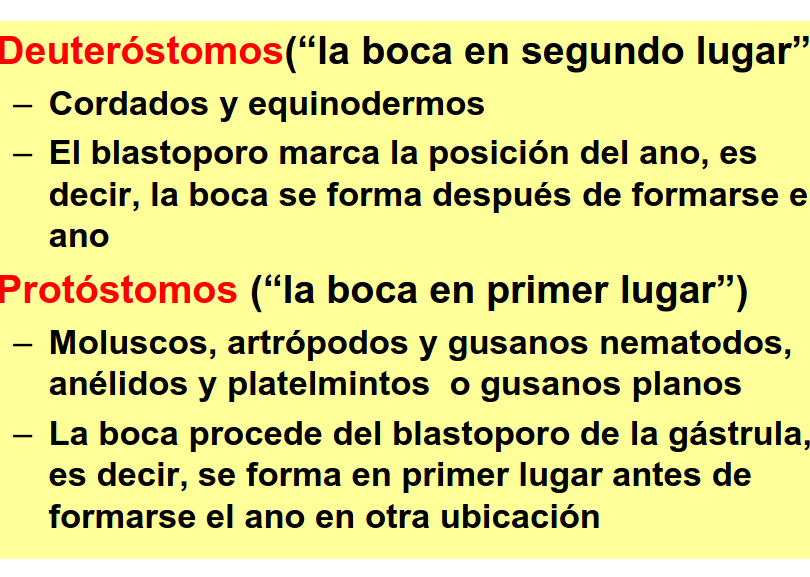 Deuteróstomos(“la boca en segundo lugar”
– Cordados y equinodermos
– El blastoporo marca la posición del ano, es
decir, la boca se forma después de formarse e
ano
Protóstomos (“la boca en primer lugar”)
– Moluscos, artrópodos y gusanos nematodos,
anélidos y platelmintos  o gusanos planos
– La boca procede del blastoporo de la gástrula,
es decir, se forma en primer lugar antes de
formarse el ano en otra ubicación